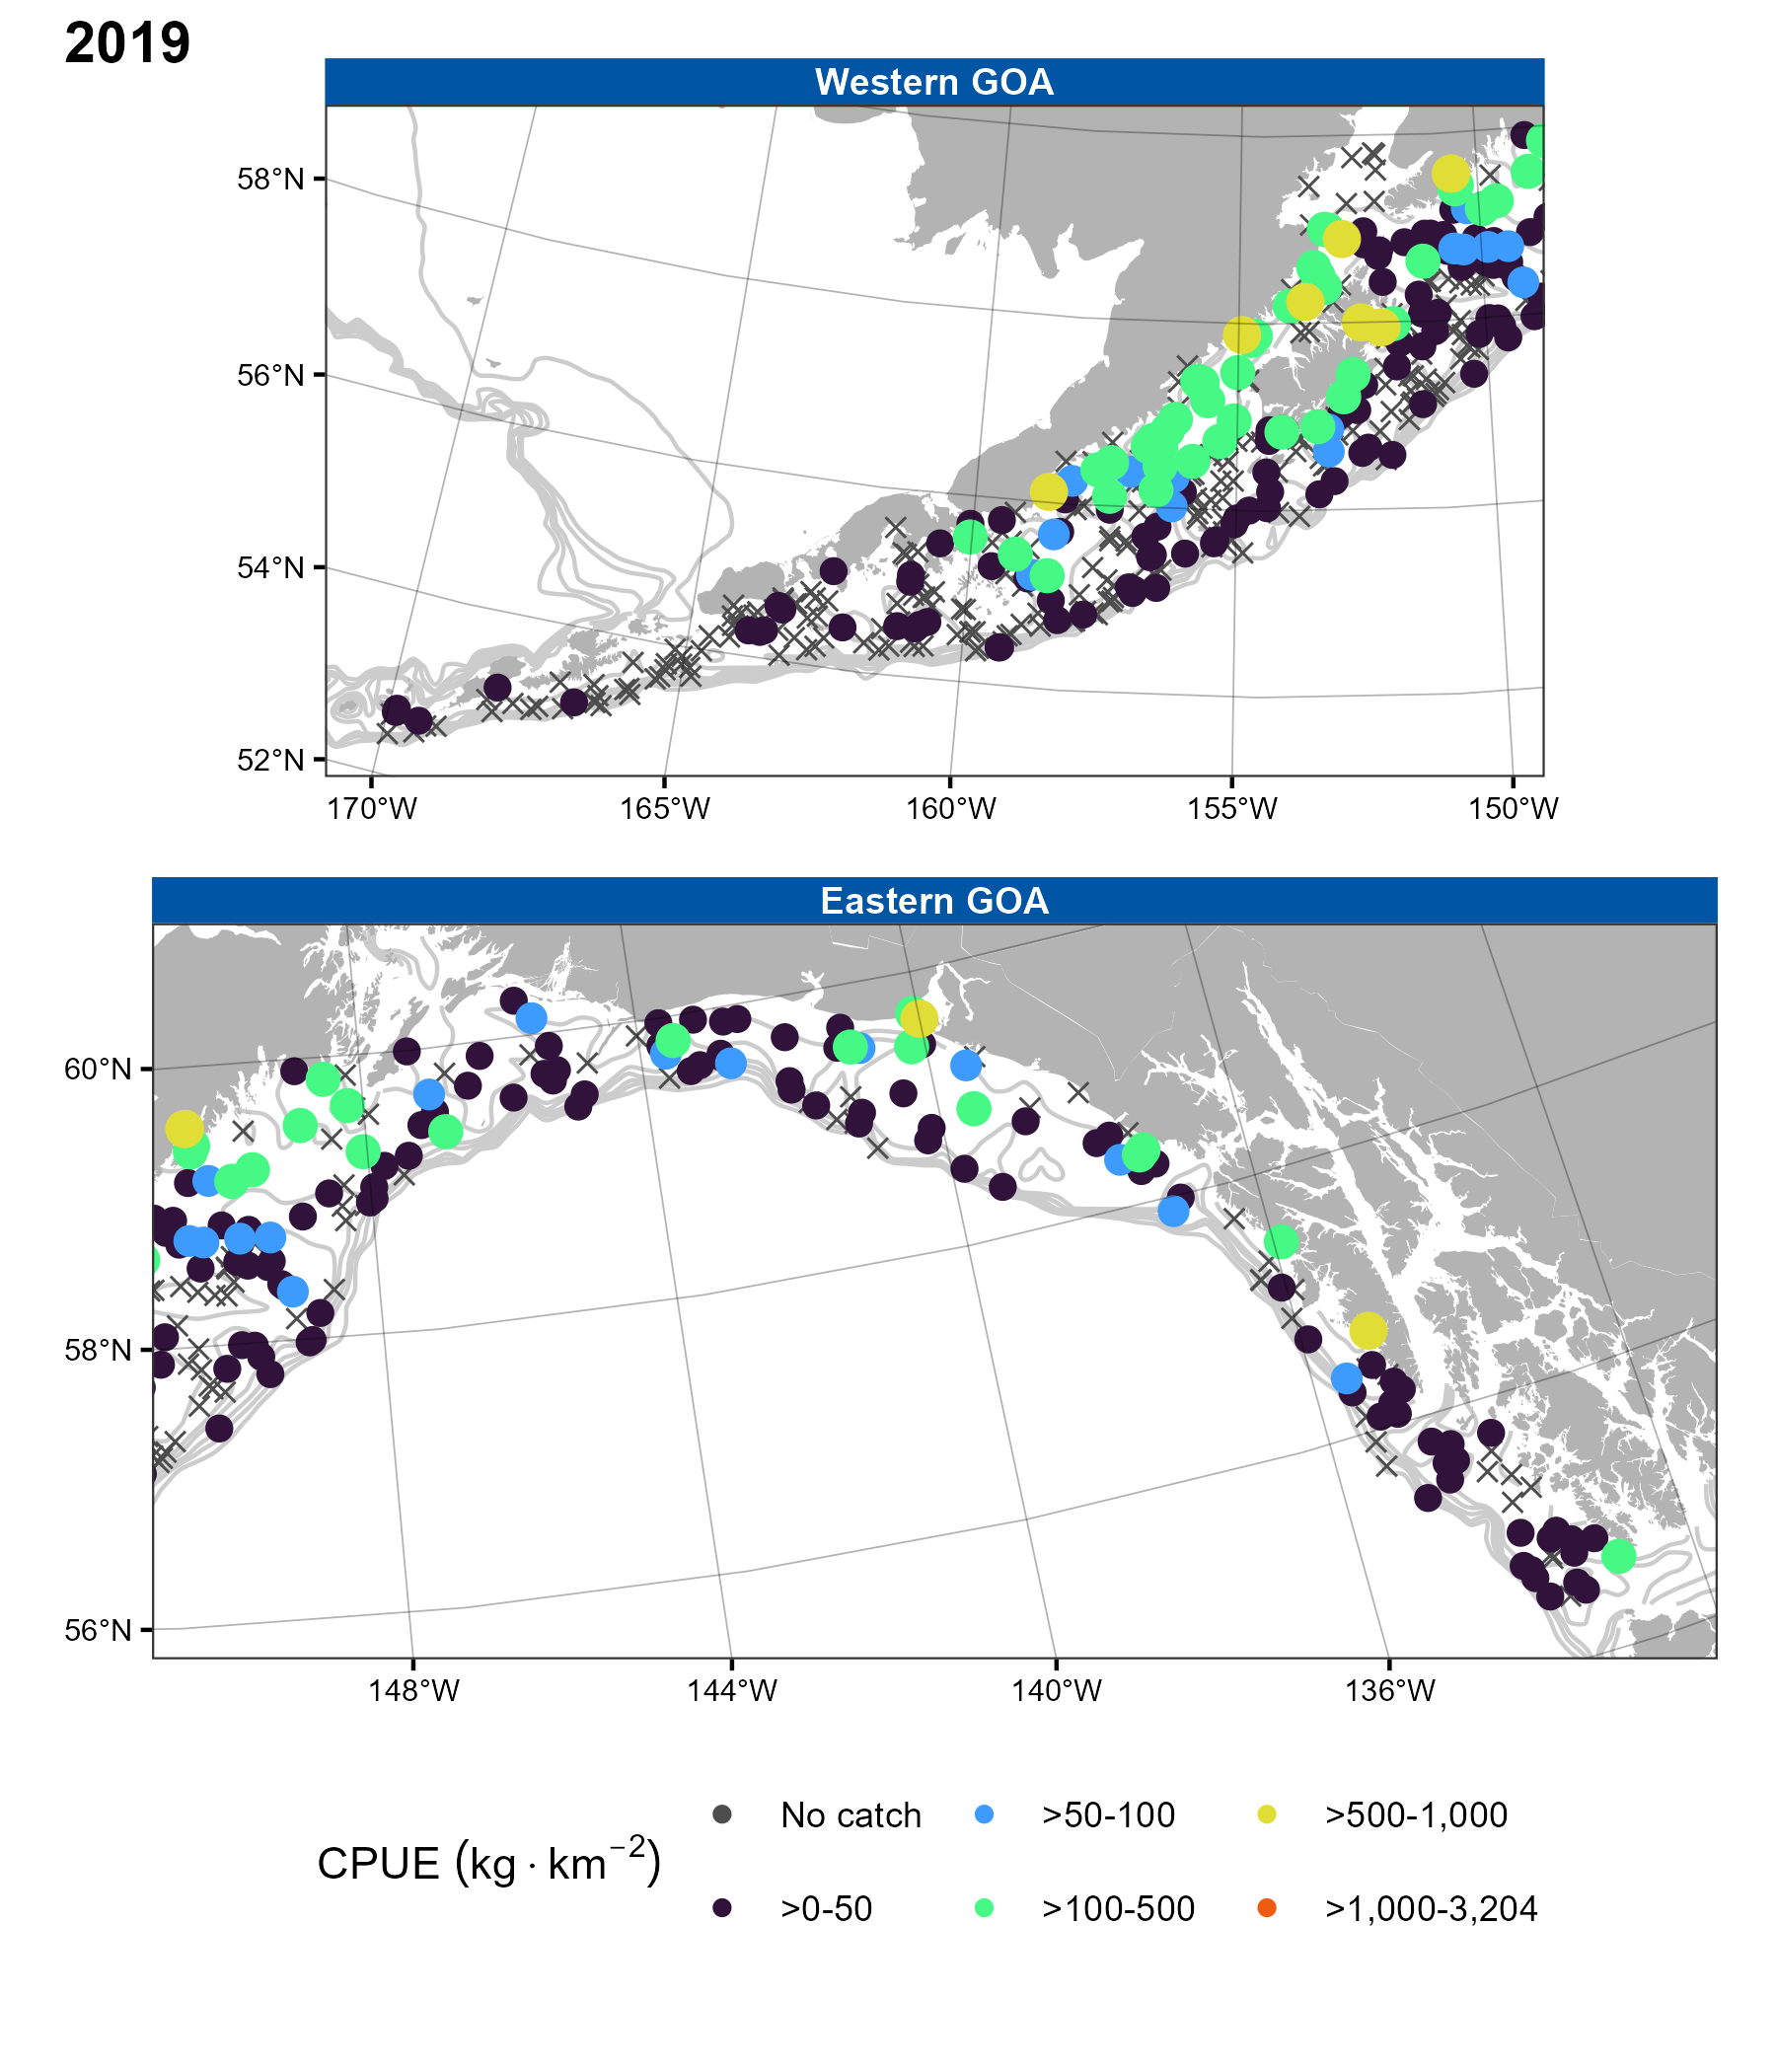 2019
Western GOA
58°N
56°N
54°N
52°N
170°W 165°W 160°W 155°W 150°W
Eastern GOA
60°N
58°N
56°N
148°W 144°W 140°W 136°W
CPUE (kg · km⁻²)
No catch >50-100 >500-1,000
>0-50 >100-500 >1,000-3,204